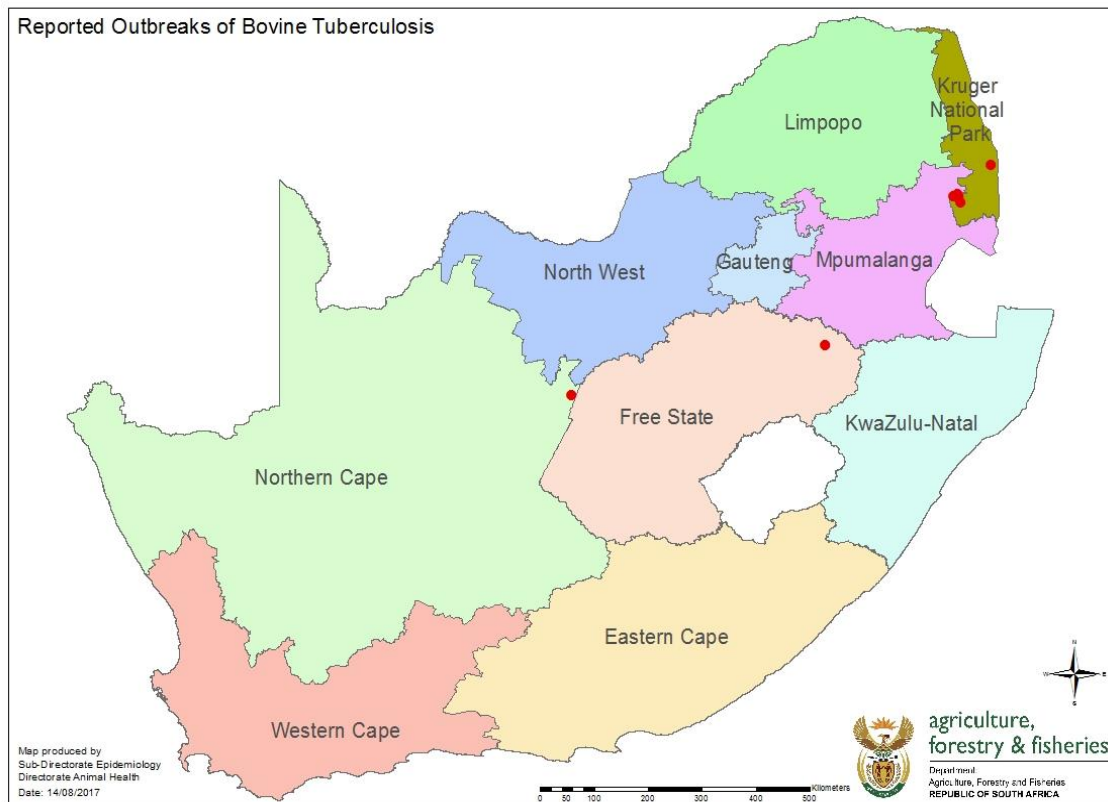 Reported Outbreaks of Bovine Tuberculosis
Kruger
National
Park
Limpopo
North West
Gauteng
Mpumalanga
Free State
KwaZulu-Natal
Northern Cape
Eastern Cape
Western Cape
N
W
E
S
Map produced by
Sub-Directorate Epidemiology
Directorate Animal Health
Date: 14/08/2017
Kilometers
0 50 100 200 300 400 500
agriculture,
forestry & fisheries
Department:
Agriculture, Forestry and Fisheries
REPUBLIC OF SOUTH AFRICA